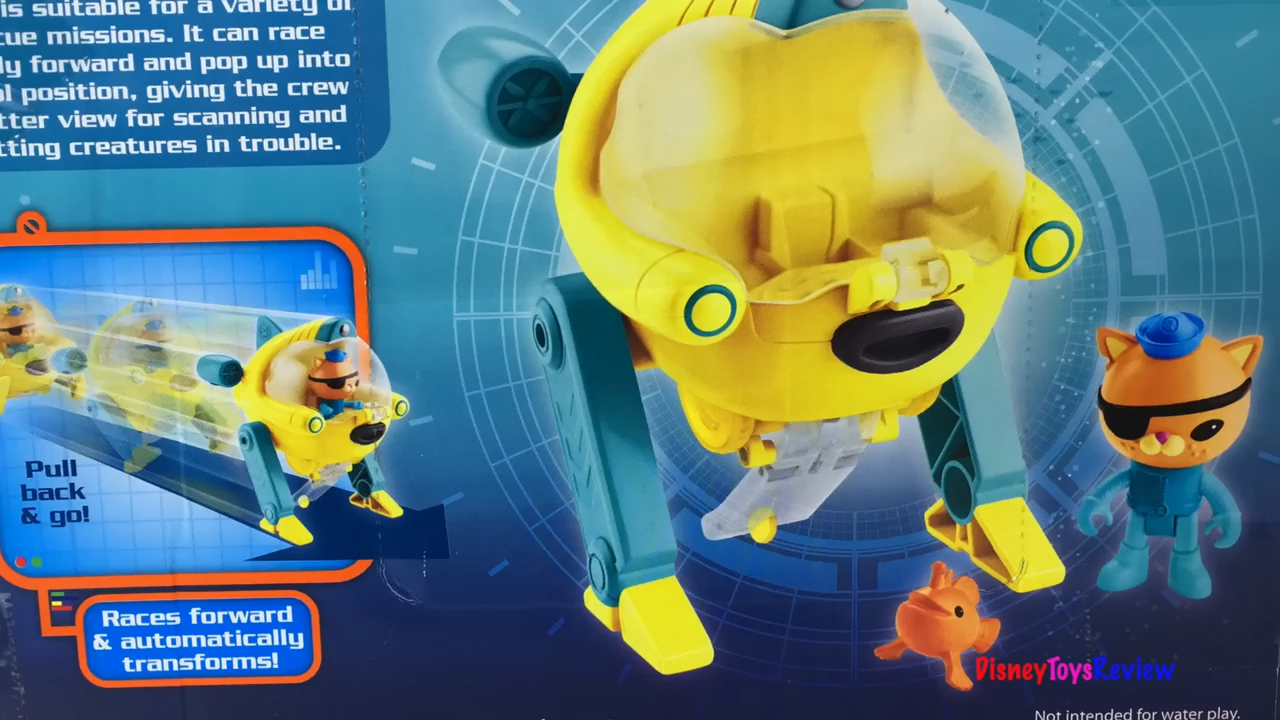 is suitable for a variety of
cue missions. It can race
ly forward and pop up into
ol position, giving the crew
tter view for scanning and
tting creatures in trouble.
Pull
back
& go!
Races forward
& automatically
transforms!
DisneyToysReview
Not intended for water play.